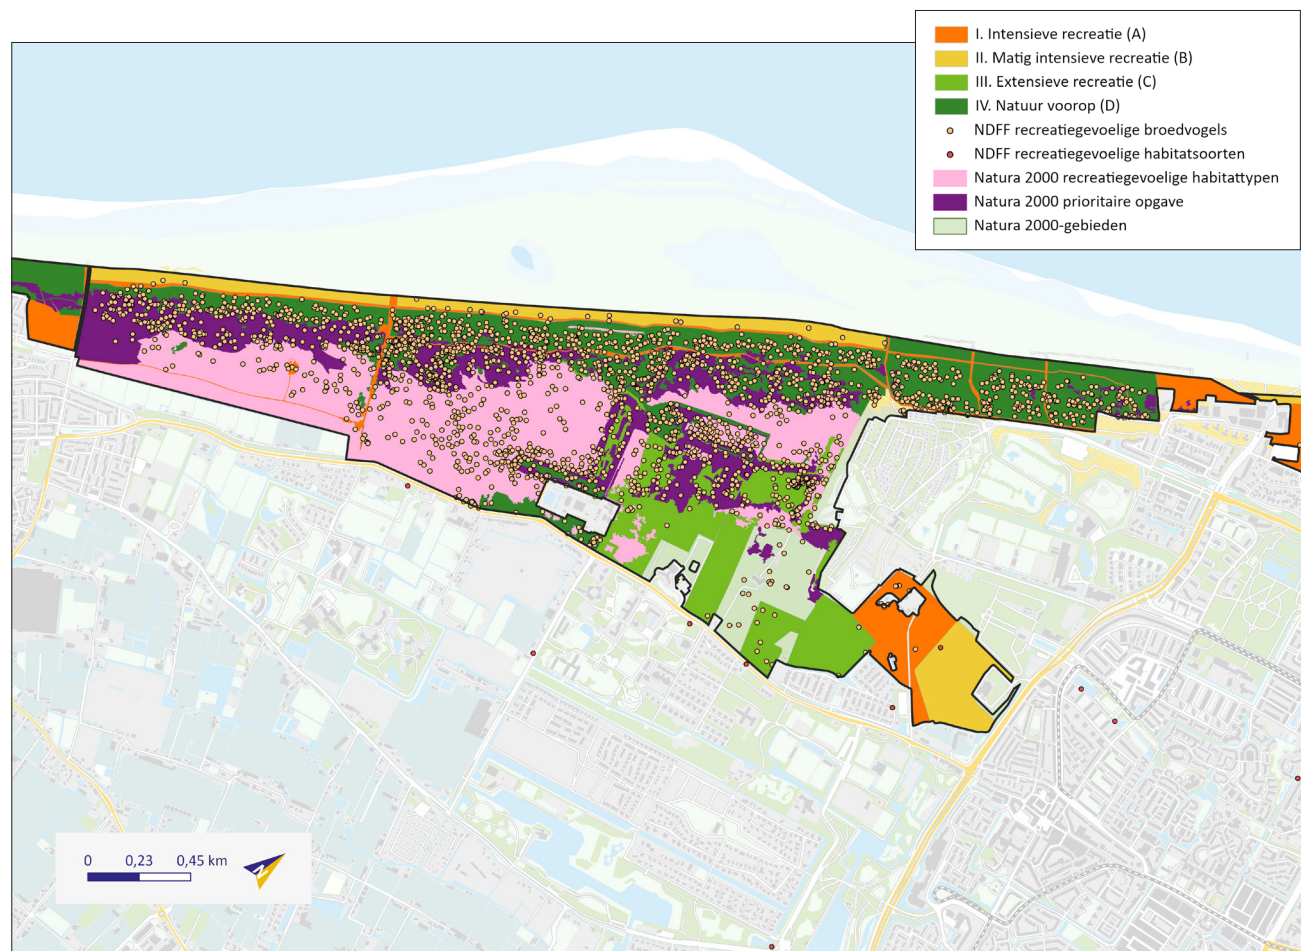 I. Intensieve recreatie (A)
II. Matig intensieve recreatie (B)
III. Extensieve recreatie (C)
IV. Natuur voorop (D)
NDFF recreatiegevoelige broedvogels
NDFF recreatiegevoelige habitatsoorten
Natura 2000 recreatiegevoelige habitattypen
Natura 2000 prioritaire opgave
Natura 2000-gebieden
0 0,23 0,45 km
N